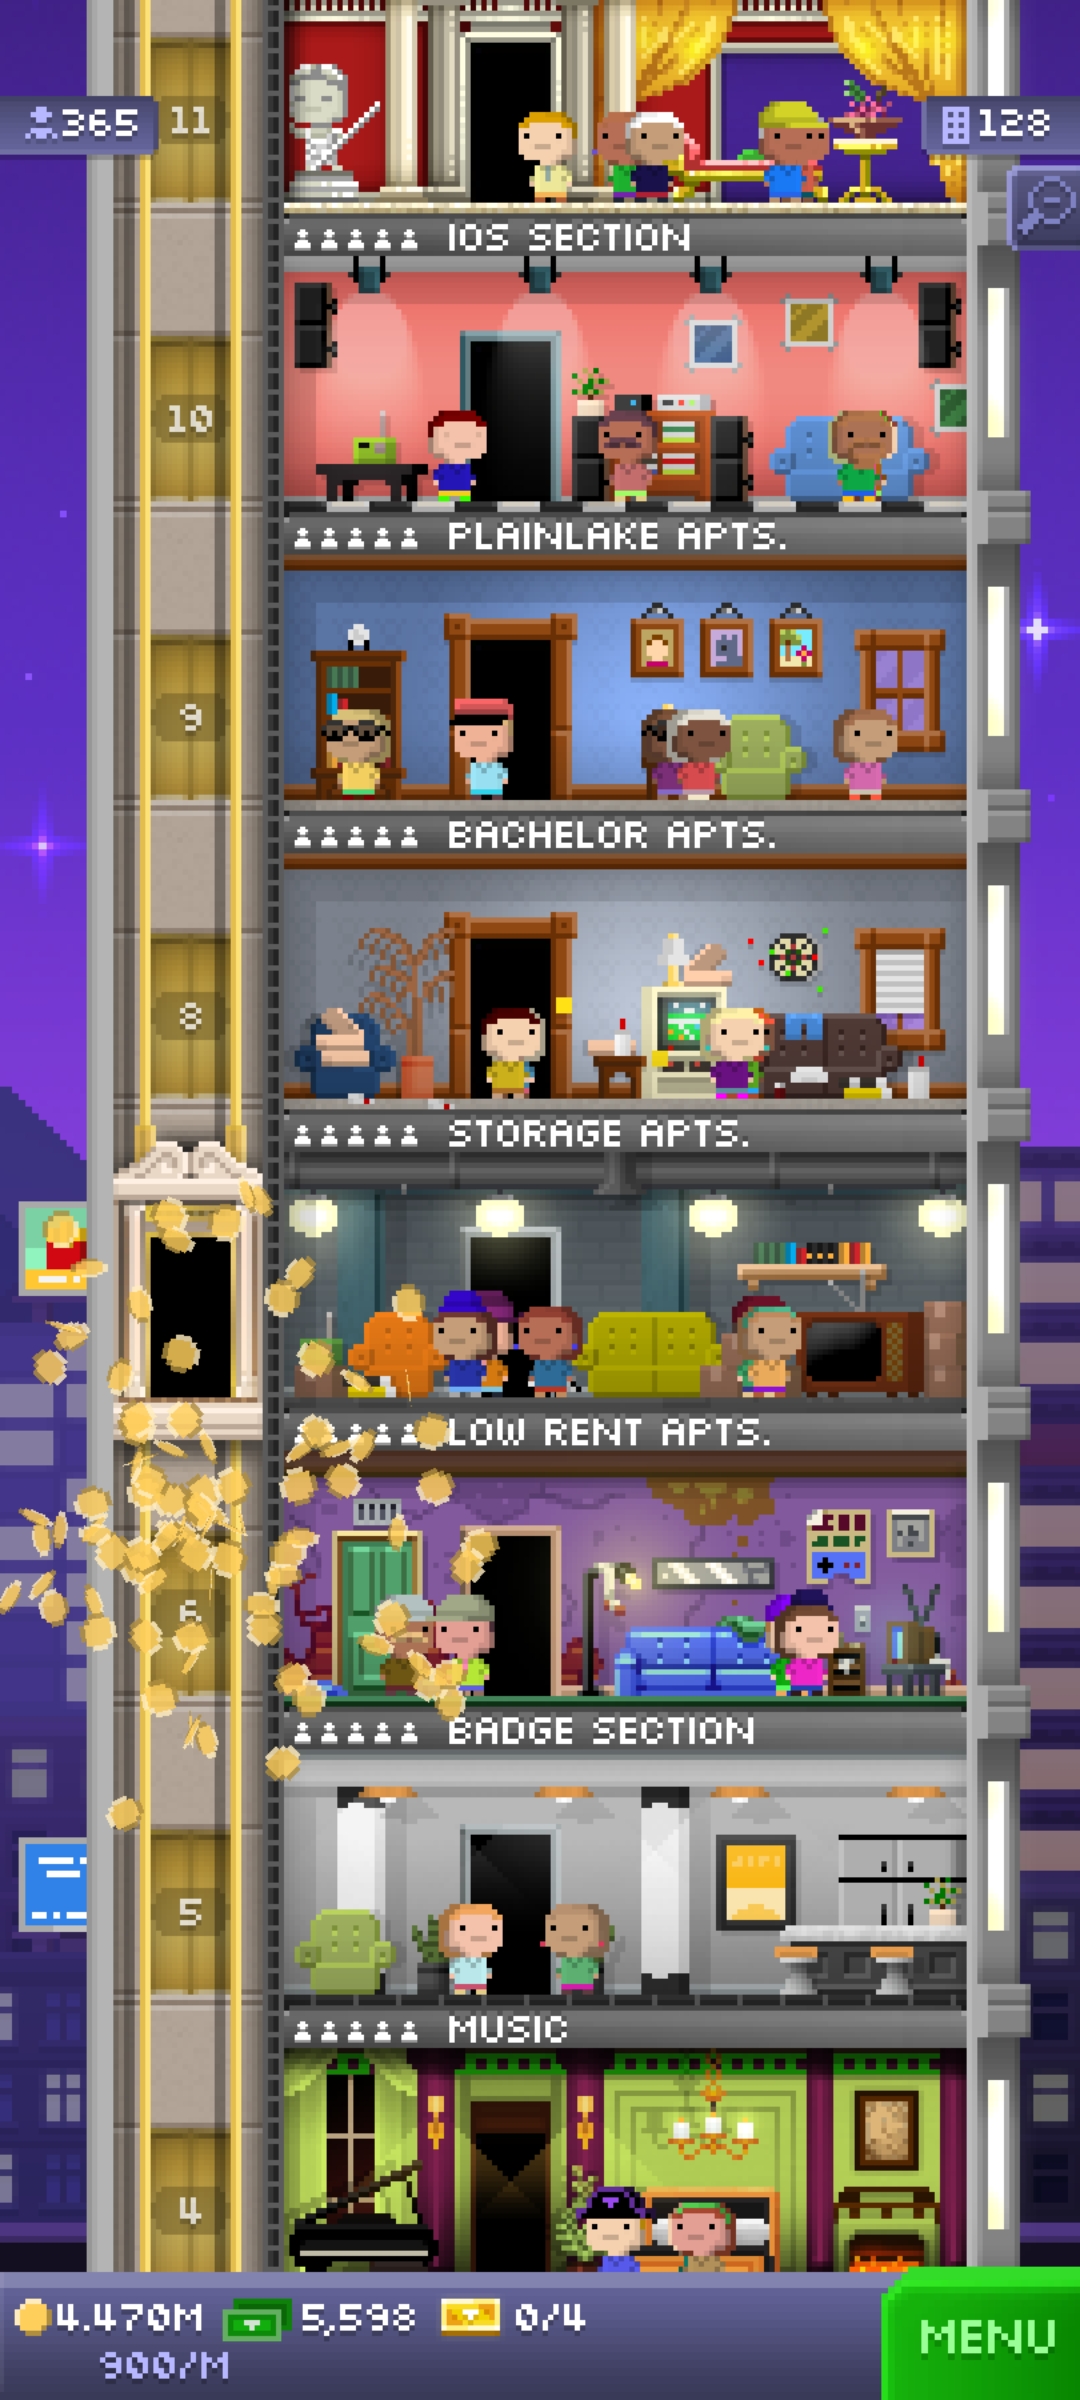 365
11
128
IOS SECTION
10
PLAINLAKE APTS.
9
BACHELOR APTS.
8
STORAGE APTS.
LOW RENT APTS.
6
BADGE SECTION
5
MUSIC
4
4.470M 5,598 0/4
900/M
MENU